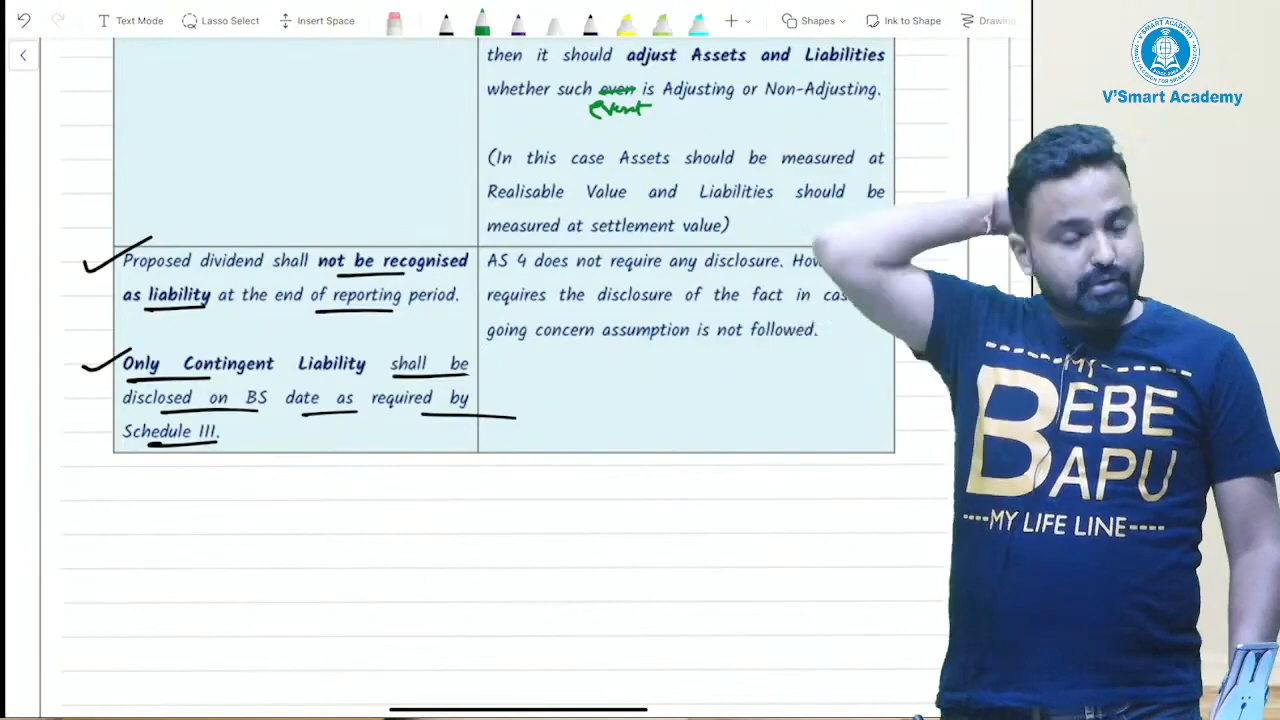 Text Mode
Lasso Select
Insert Space
Shapes
Ink to Shape
Drawing
then it should adjust Assets and Liabilities
whether such even is Adjusting or Non-Adjusting.
event
(In this case Assets should be measured at
Realisable Value and Liabilities should be
measured at settlement value)
Proposed dividend shall not be recognised
as liability at the end of reporting period.
Only Contingent Liability shall be
disclosed on BS date as required by
Schedule III.
AS 4 does not require any disclosure.
requires the disclosure of the fact in
going concern assumption is not followed.
V'SMART ACADEMY
V'Smart Academy
MY
BEBE
BAPU
----MY LIFE LINE----